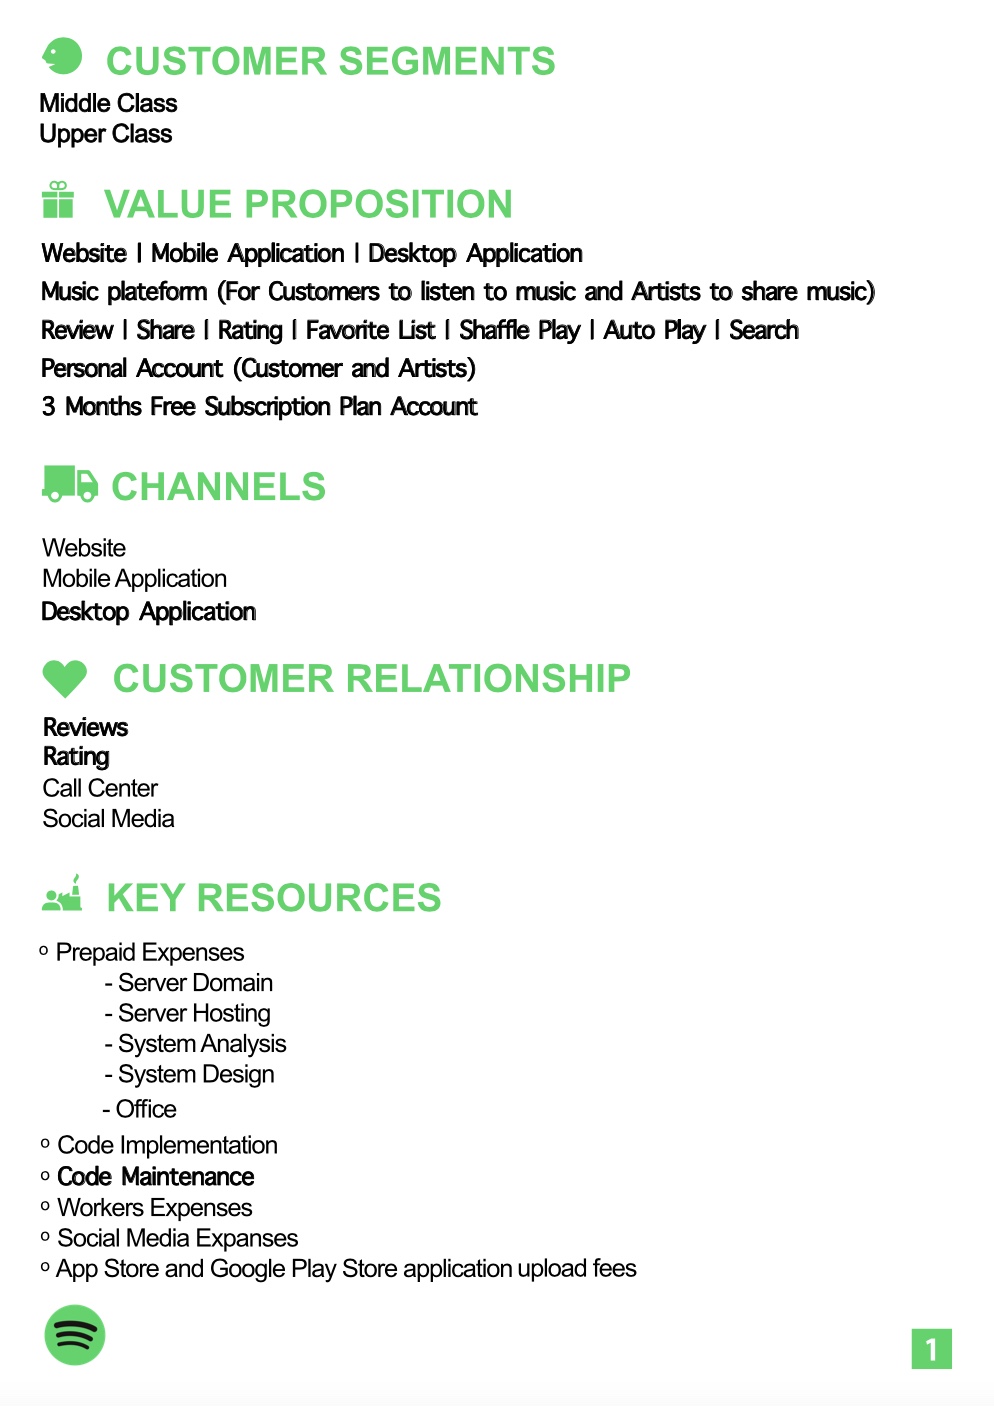 CUSTOMER SEGMENTS
Middle Class
Upper Class
VALUE PROPOSITION
Website | Mobile Application | Desktop Application
Music plateform (For Customers to listen to music and Artists to share music)
Review | Share | Rating | Favorite List | Shaffle Play | Auto Play | Search
Personal Account (Customer and Artists)
3 Months Free Subscription Plan Account
CHANNELS
Website
Mobile Application
Desktop Application
CUSTOMER RELATIONSHIP
Reviews
Rating
Call Center
Social Media
KEY RESOURCES
º Prepaid Expenses
- Server Domain
- Server Hosting
- System Analysis
- System Design
- Office
º Code Implementation
º Code Maintenance
º Workers Expenses
º Social Media Expanses
º App Store and Google Play Store application upload fees
1